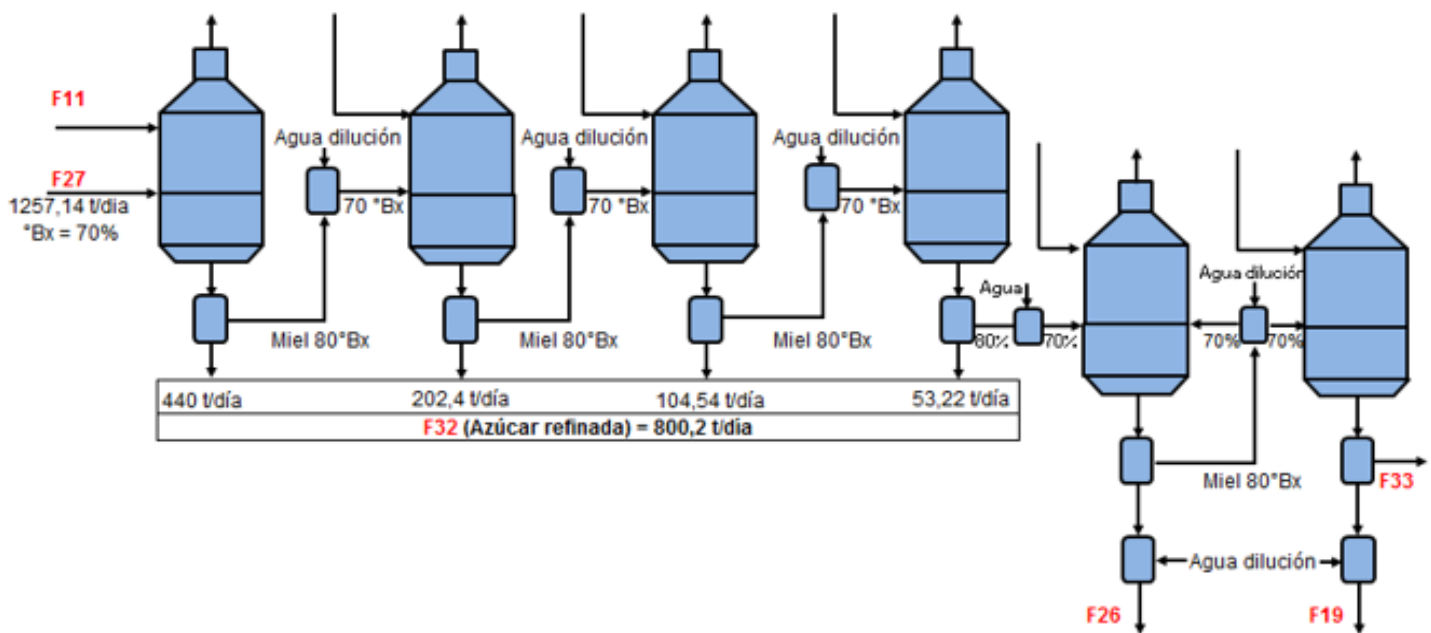 F11
F27
1257,14 t/dia
°Bx = 70%
Agua dilución
70 °Bx
Miel 80°Bx
Agua dilución
70 °Bx
Miel 80°Bx
Agua dilución
70 °Bx
Miel 80°Bx
Agua
80%
70%
Agua dilución
70%
70%
Miel 80°Bx
440 t/día
202,4 t/día
104,54 t/día
53,22 t/día
F32 (Azúcar refinada) = 800,2 t/dia
F33
Agua dilución
F26
F19